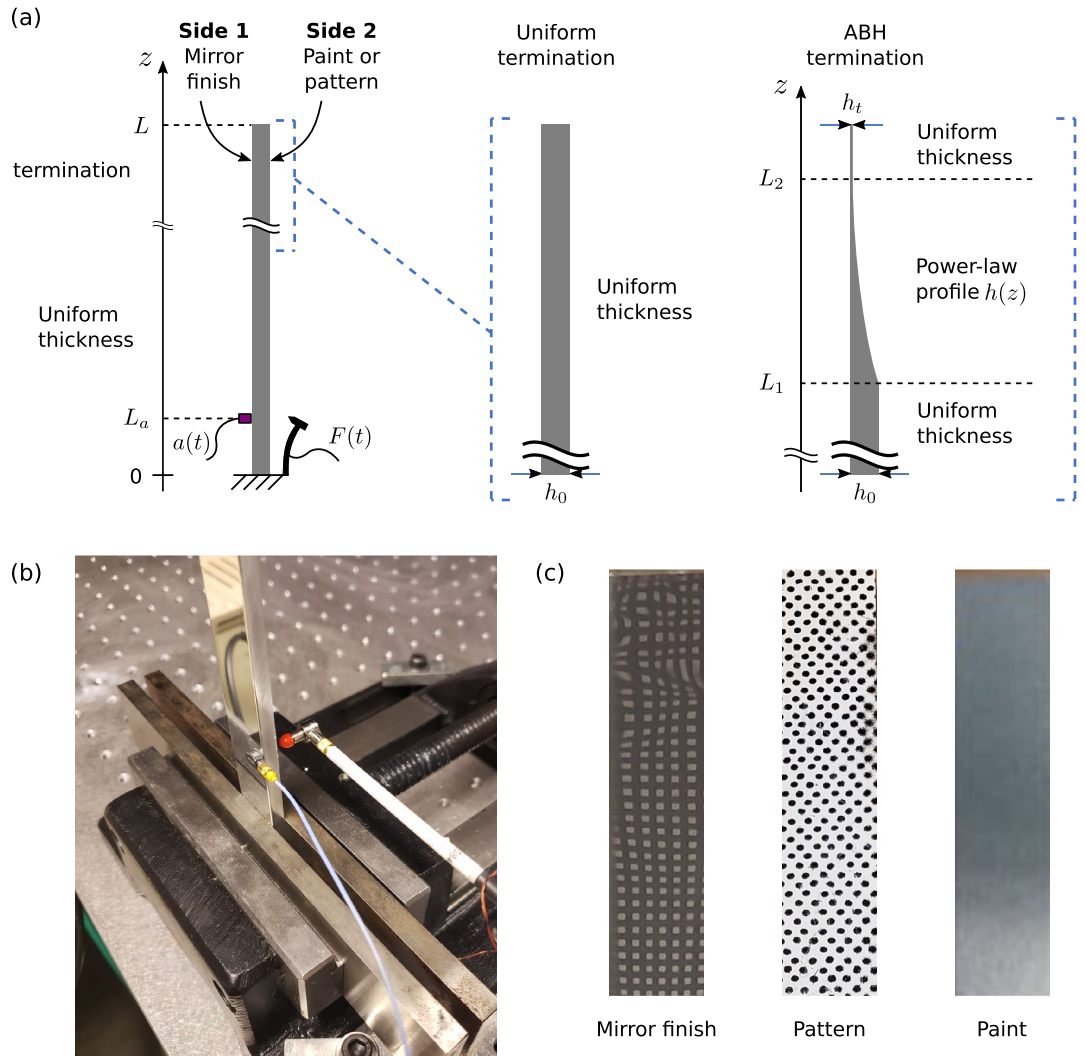 (a)
Side 1
Mirror
finish
Side 2
Paint or
pattern
z
L
termination
Uniform
thickness
L_a
a(t)
F(t)
0
Uniform
termination
Uniform
thickness
h_0
ABH
termination
z
h_t
Uniform
thickness
L_2
Power-law
profile h(z)
L_1
Uniform
thickness
h_0
(b)
(c)
Mirror finish
Pattern
Paint